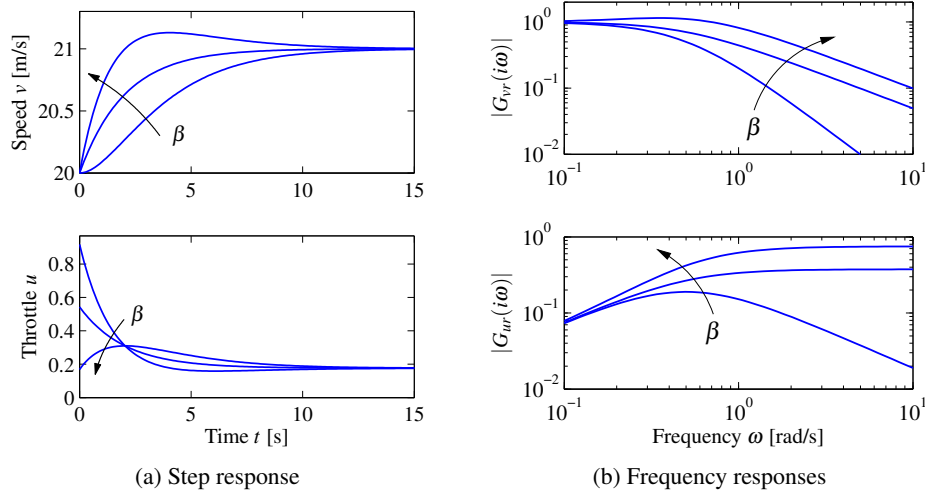 21
20.5
20
0
5
10
15
Speed v [m/s]
β
0.8
0.6
0.4
0.2
0
0
5
10
15
Throttle u
β
Time t [s]
(a) Step response
10^0
10^-1
10^-2
10^-1
10^0
10^1
|G_vr(iω)|
β
10^0
10^-1
10^-2
10^-1
10^0
10^1
|G_ur(iω)|
β
Frequency ω [rad/s]
(b) Frequency responses